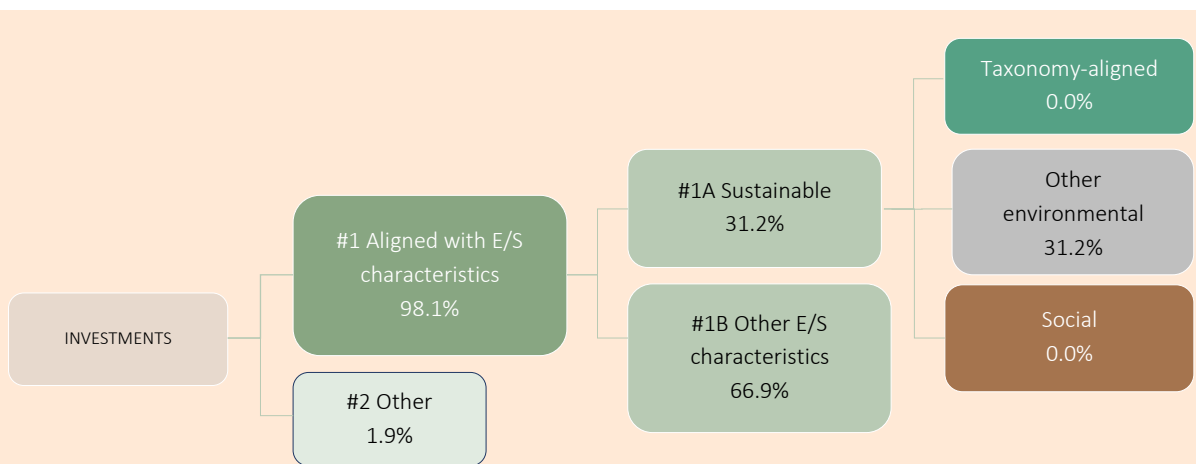 INVESTMENTS
#1 Aligned with E/S
characteristics
98.1%
#2 Other
1.9%
#1A Sustainable
31.2%
#1B Other E/S
characteristics
66.9%
Taxonomy-aligned
0.0%
Other
environmental
31.2%
Social
0.0%